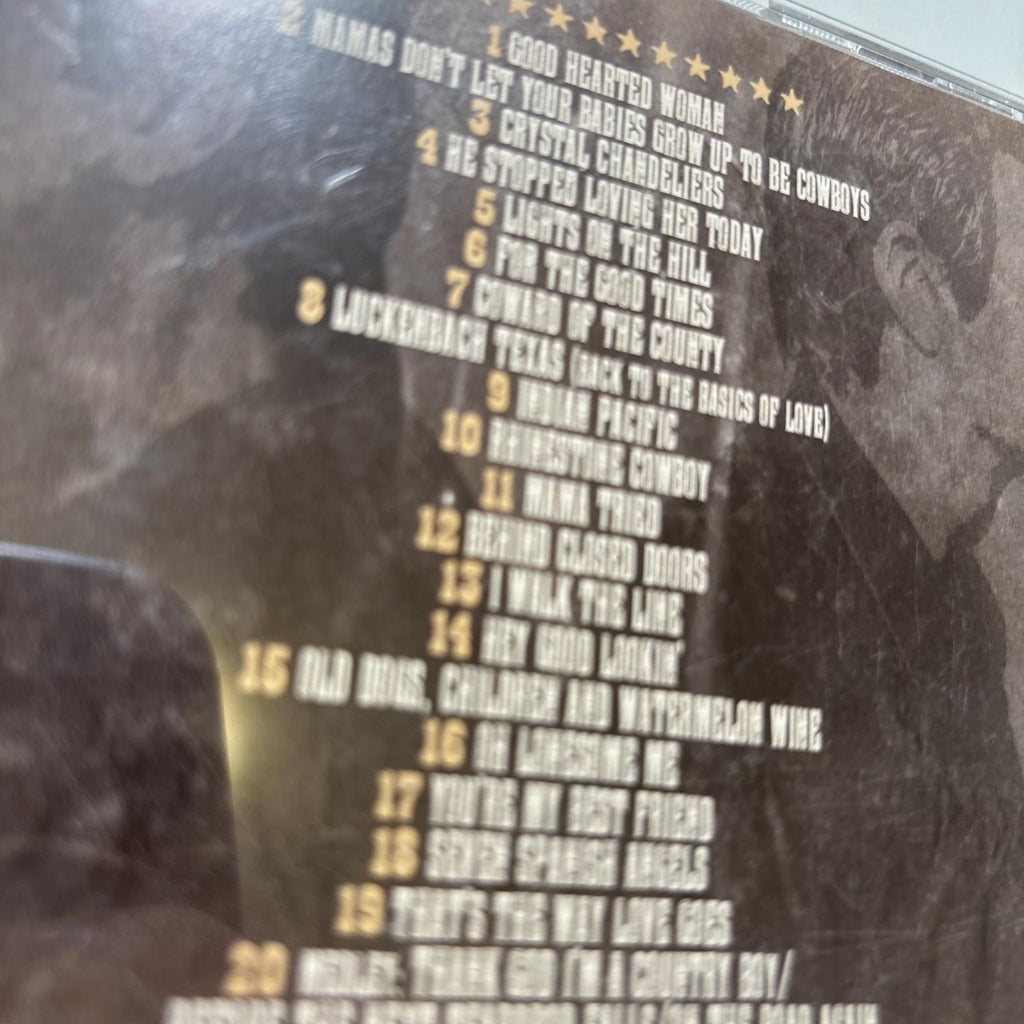 1 GOOD HEARTED WOMAN
2 MAMAS DON'T LET YOUR BABIES GROW UP TO BE COWBOYS
3 CRYSTAL CHANDELIERS
4 HE STOPPED LOVING HER TODAY
5 LIGHTS ON THE HILL
6 FOR THE GOOD TIMES
7 COWARD OF THE COUNTY
8 LUCKENBACH TEXAS (BACK TO THE BASICS OF LOVE)
9 INDIAN PACIFIC
10 RHINESTONE COWBOY
11 MAMA TRIED
12 BEHIND CLOSED DOORS
13 I WALK THE LINE
14 HEY GOOD LOOKIN'
15 OLD DOGS, CHILDREN AND WATERMELON WINE
16 OH LONESOME ME
17 YOU'RE MY BEST FRIEND
18 SEVEN SPANISH ANGELS
19 THAT'S THE WAY LOVE GOES
20 MEDLEY: THANK GOD I'M A COUNTRY BOY/
ON THE ROAD AGAIN